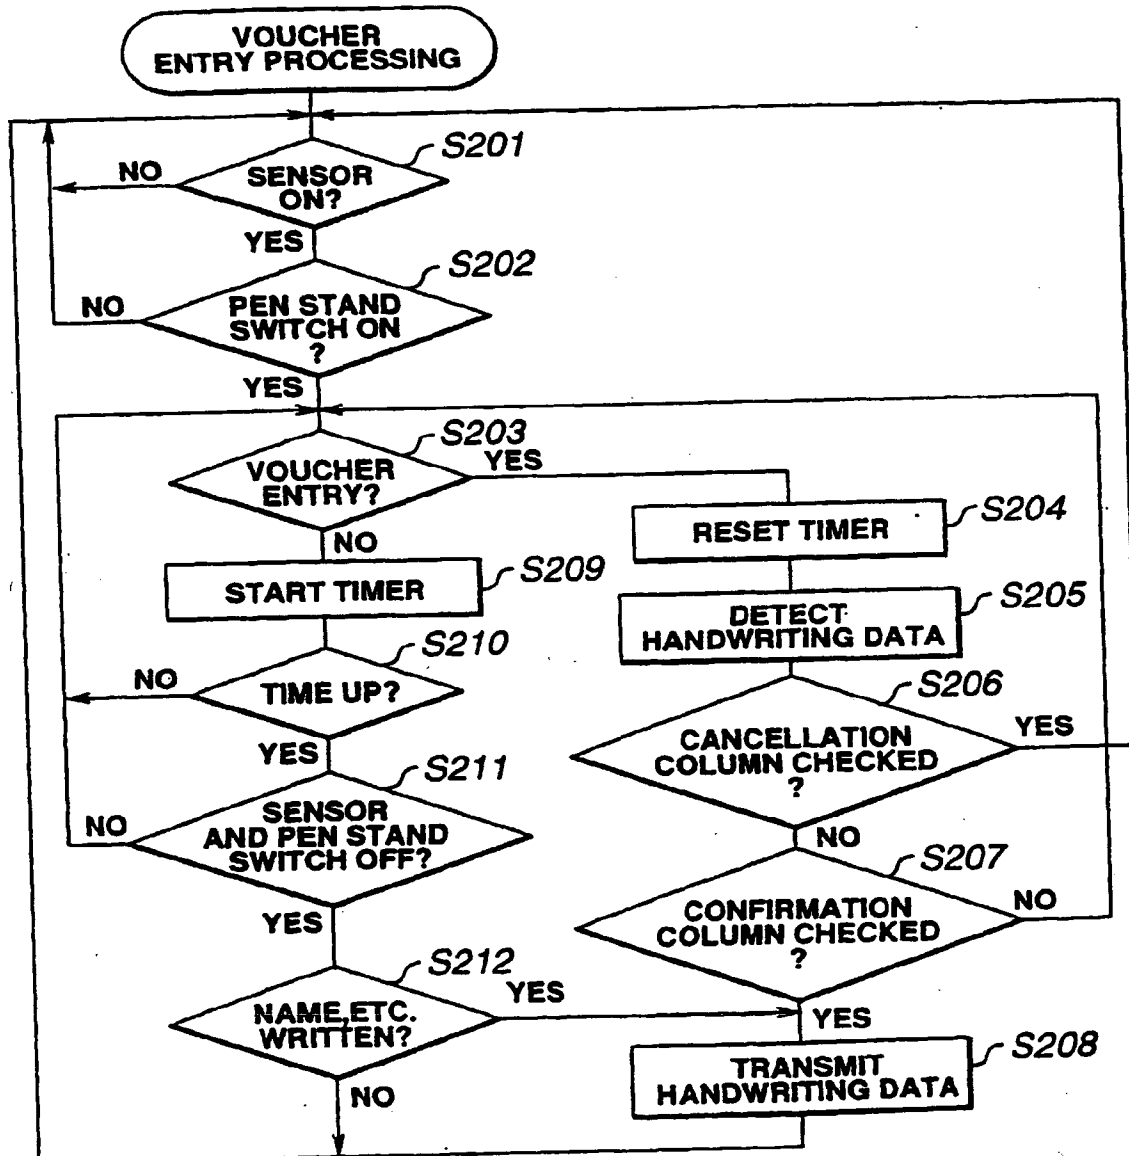 VOUCHER
ENTRY PROCESSING
S201
NO
SENSOR
ON?
YES
S202
NO
PEN STAND
SWITCH ON
?
YES
S203
VOUCHER
ENTRY?
YES
NO
S204
RESET TIMER
S209
START TIMER
S205
DETECT
HANDWRITING DATA
S210
NO
TIME UP?
YES
S206
CANCELLATION
COLUMN CHECKED
?
YES
NO
S211
SENSOR
AND PEN STAND
SWITCH OFF?
NO
YES
S207
CONFIRMATION
COLUMN CHECKED
?
NO
YES
S212
NAME,ETC.
WRITTEN?
YES
NO
S208
TRANSMIT
HANDWRITING DATA